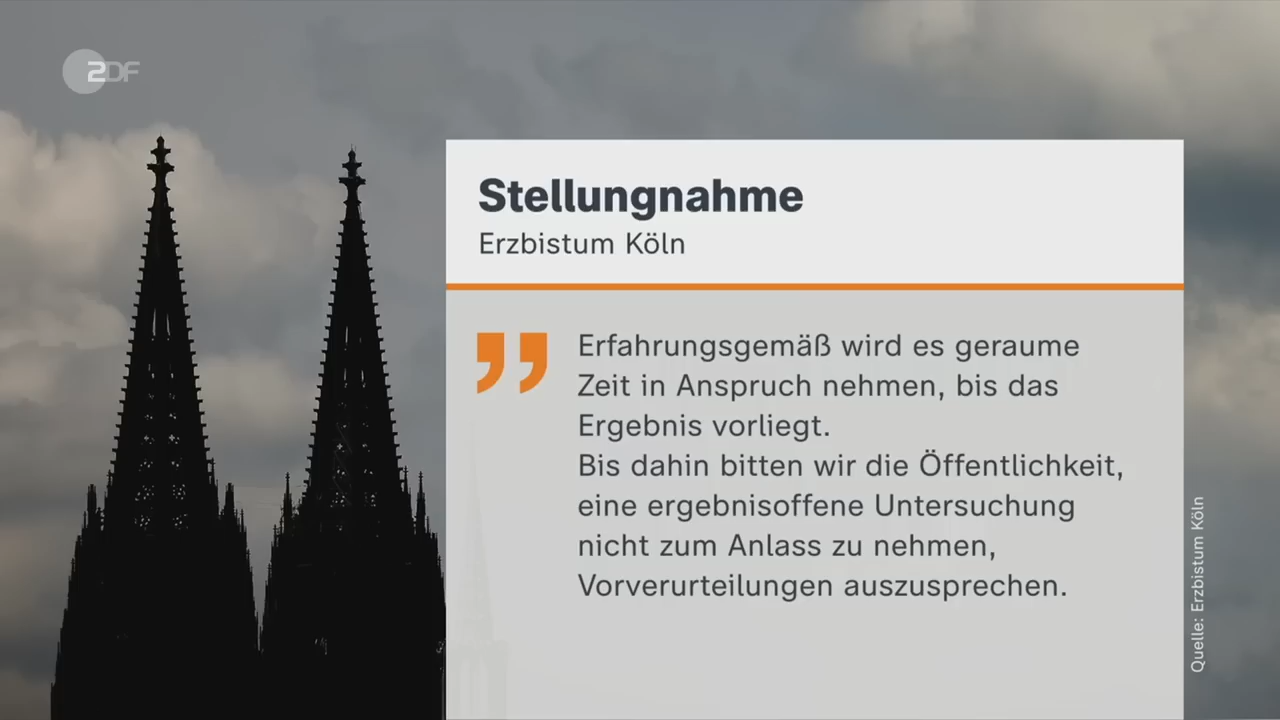 ZDF
Stellungnahme
Erzbistum Köln
Erfahrungsgemäß wird es geraume
Zeit in Anspruch nehmen, bis das
Ergebnis vorliegt.
Bis dahin bitten wir die Öffentlichkeit,
eine ergebnisoffene Untersuchung
nicht zum Anlass zu nehmen,
Vorverurteilungen auszusprechen.
Quelle: Erzbistum Köln